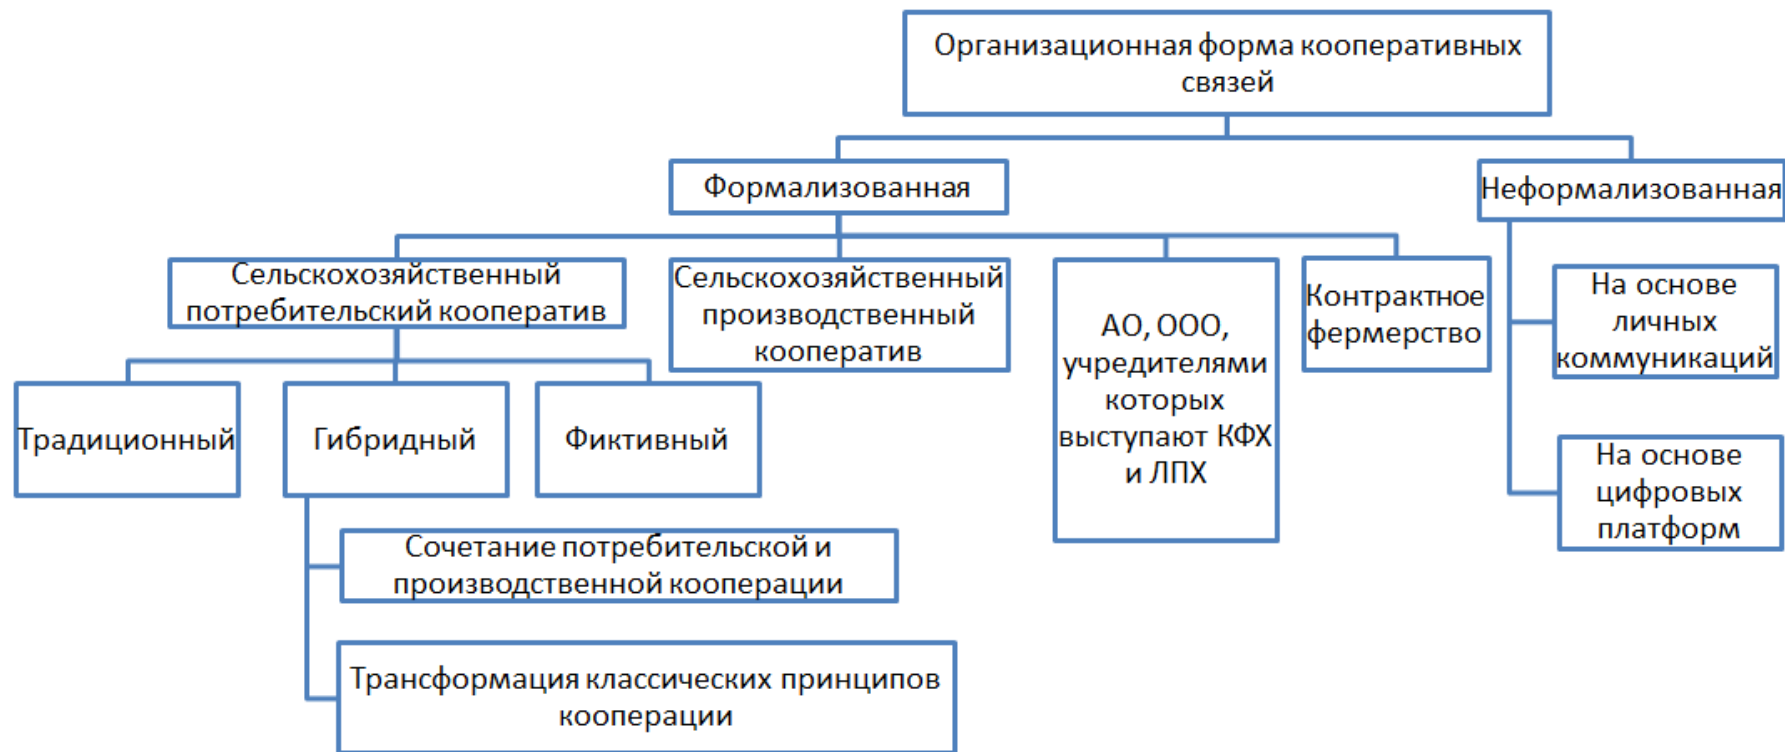 Организационная форма кооперативных
связей
Формализованная
Неформализованная
Сельскохозяйственный
потребительский кооператив
Сельскохозяйственный
производственный
кооператив
АО, ООО,
учредителями
которых
выступают КФХ
и ЛПХ
Контрактное
фермерство
На основе
личных
коммуникаций
Традиционный
Гибридный
Фиктивный
На основе
цифровых
платформ
Сочетание потребительской и
производственной кооперации
Трансформация классических принципов
кооперации